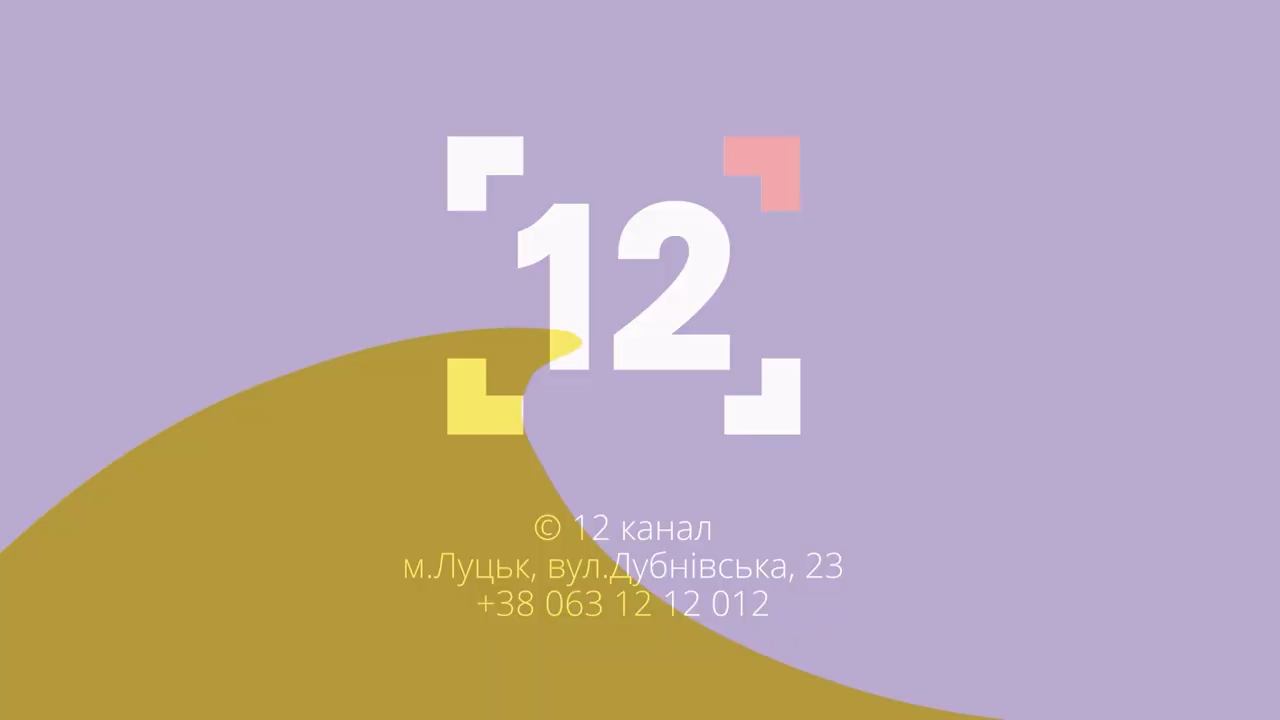 12
© 12 канал
м.Луцьк, вул.Дубнівська, 23
+38 063 12 12 012